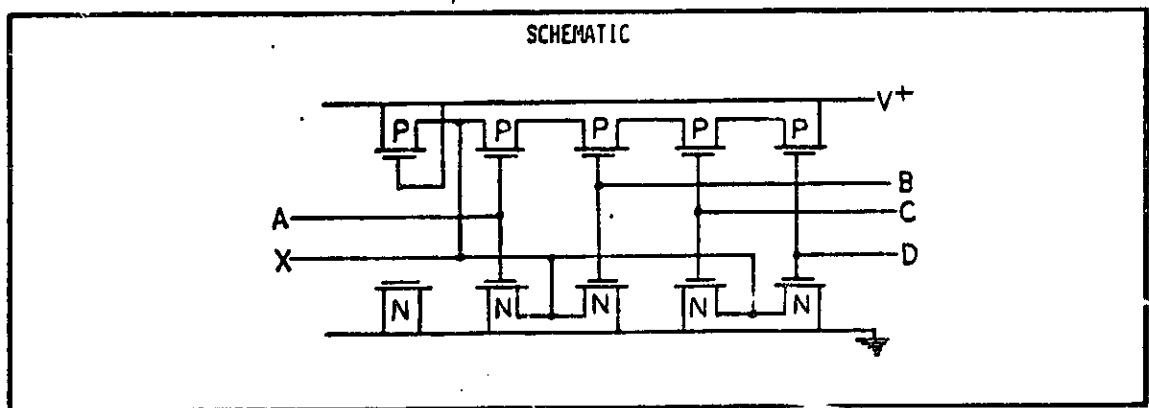 SCHEMATIC
V+
P P P P P
B
A C
X D
N N N N N